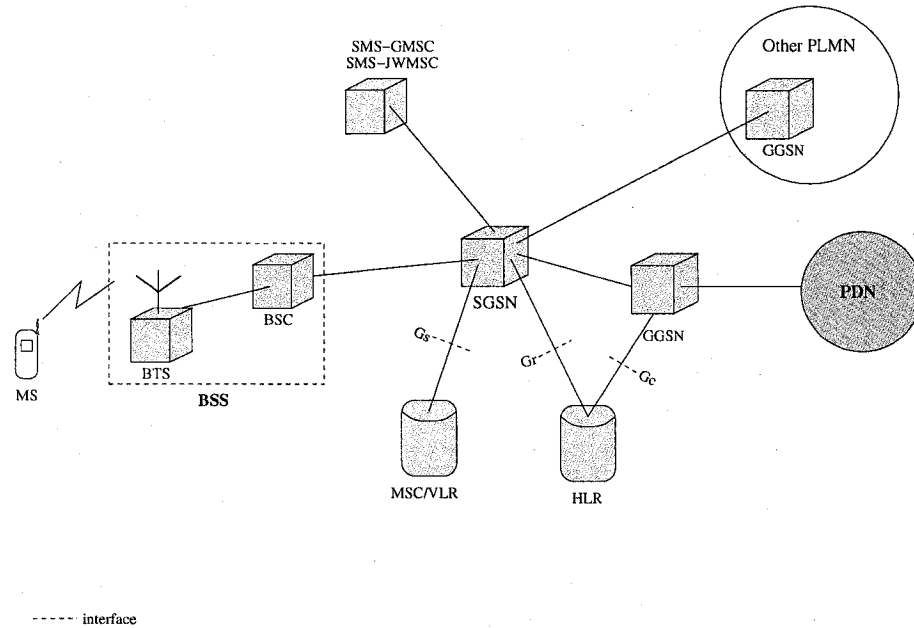 SMS-GMSC
SMS-JWMSC
Other PLMN
GGSN
SGSN
BSC
BTS
BSS
MS
GGSN
PDN
Gs
Gr
Gc
MSC/VLR
HLR
interface